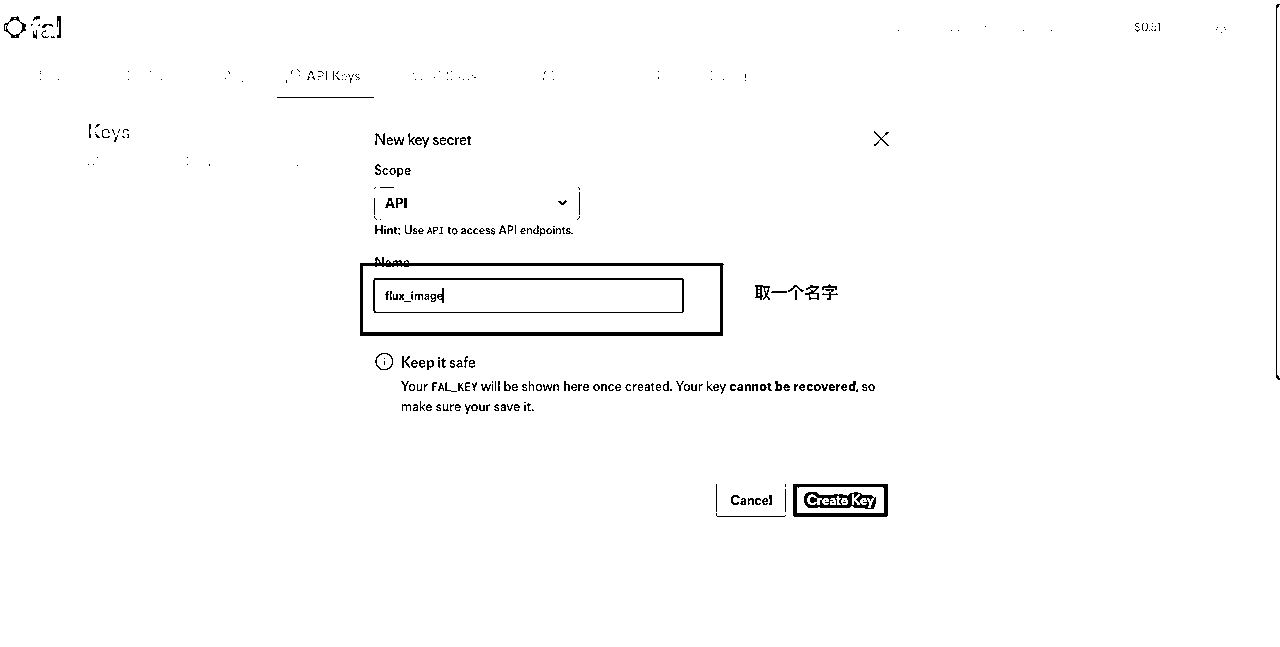 fal
$0.51
API Keys
Keys
New key secret
Scope
API
Hint: Use API to access API endpoints.
Name
flux_image
取一个名字
Keep it safe
Your FAL_KEY will be shown here once created. Your key cannot be recovered, so
make sure your save it.
Cancel
Create Key